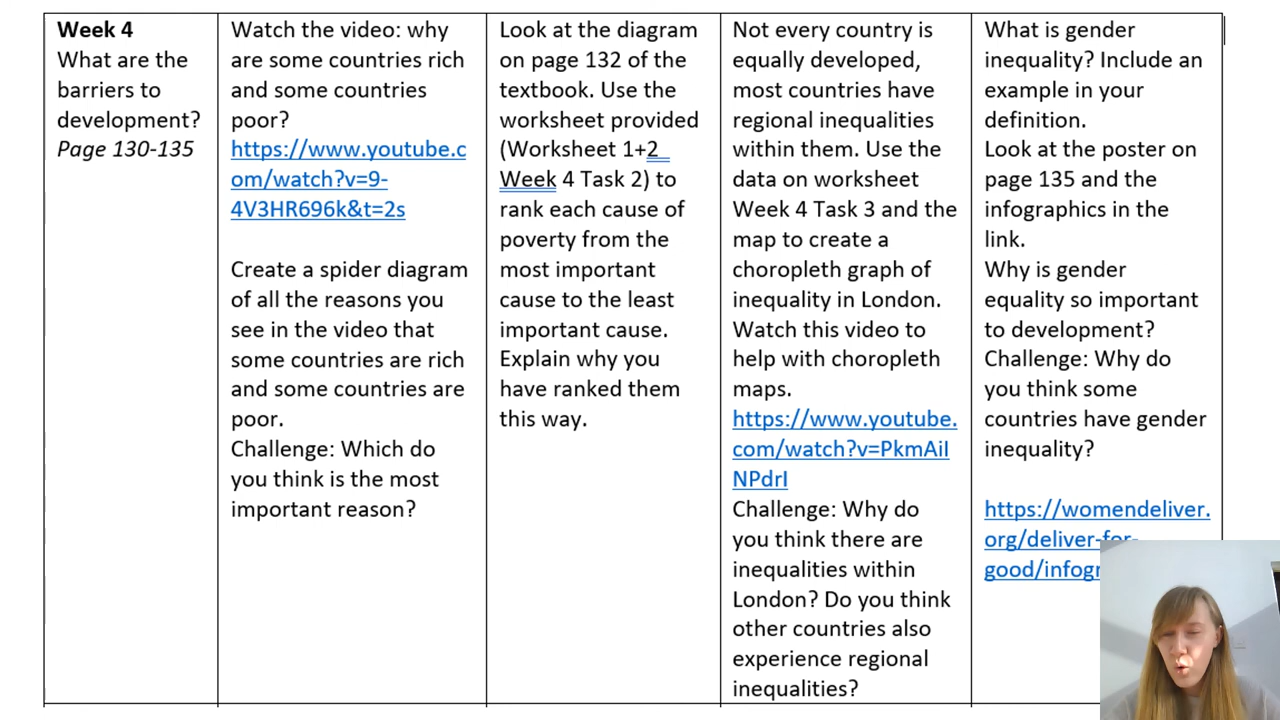 Week 4
What are the
barriers to
development?
Page 130-135
Watch the video: why
are some countries rich
and some countries
poor?
https://www.youtube.c
om/watch?v=9-
4V3HR696k&t=2s
Create a spider diagram
of all the reasons you
see in the video that
some countries are rich
and some countries are
poor.
Challenge: Which do
you think is the most
important reason?
Look at the diagram
on page 132 of the
textbook. Use the
worksheet provided
(Worksheet 1+2
Week 4 Task 2) to
rank each cause of
poverty from the
most important
cause to the least
important cause.
Explain why you
have ranked them
this way.
Not every country is
equally developed,
most countries have
regional inequalities
within them. Use the
data on worksheet
Week 4 Task 3 and the
map to create a
choropleth graph of
inequality in London.
Watch this video to
help with choropleth
maps.
https://www.youtube.
com/watch?v=PkmAiI
NPdrI
Challenge: Why do
you think there are
inequalities within
London? Do you think
other countries also
experience regional
inequalities?
What is gender
inequality? Include an
example in your
definition.
Look at the poster on
page 135 and the
infographics in the
link.
Why is gender
equality so important
to development?
Challenge: Why do
you think some
countries have gender
inequality?
https://womendeliver.
org/deliver-for-
good/infogr